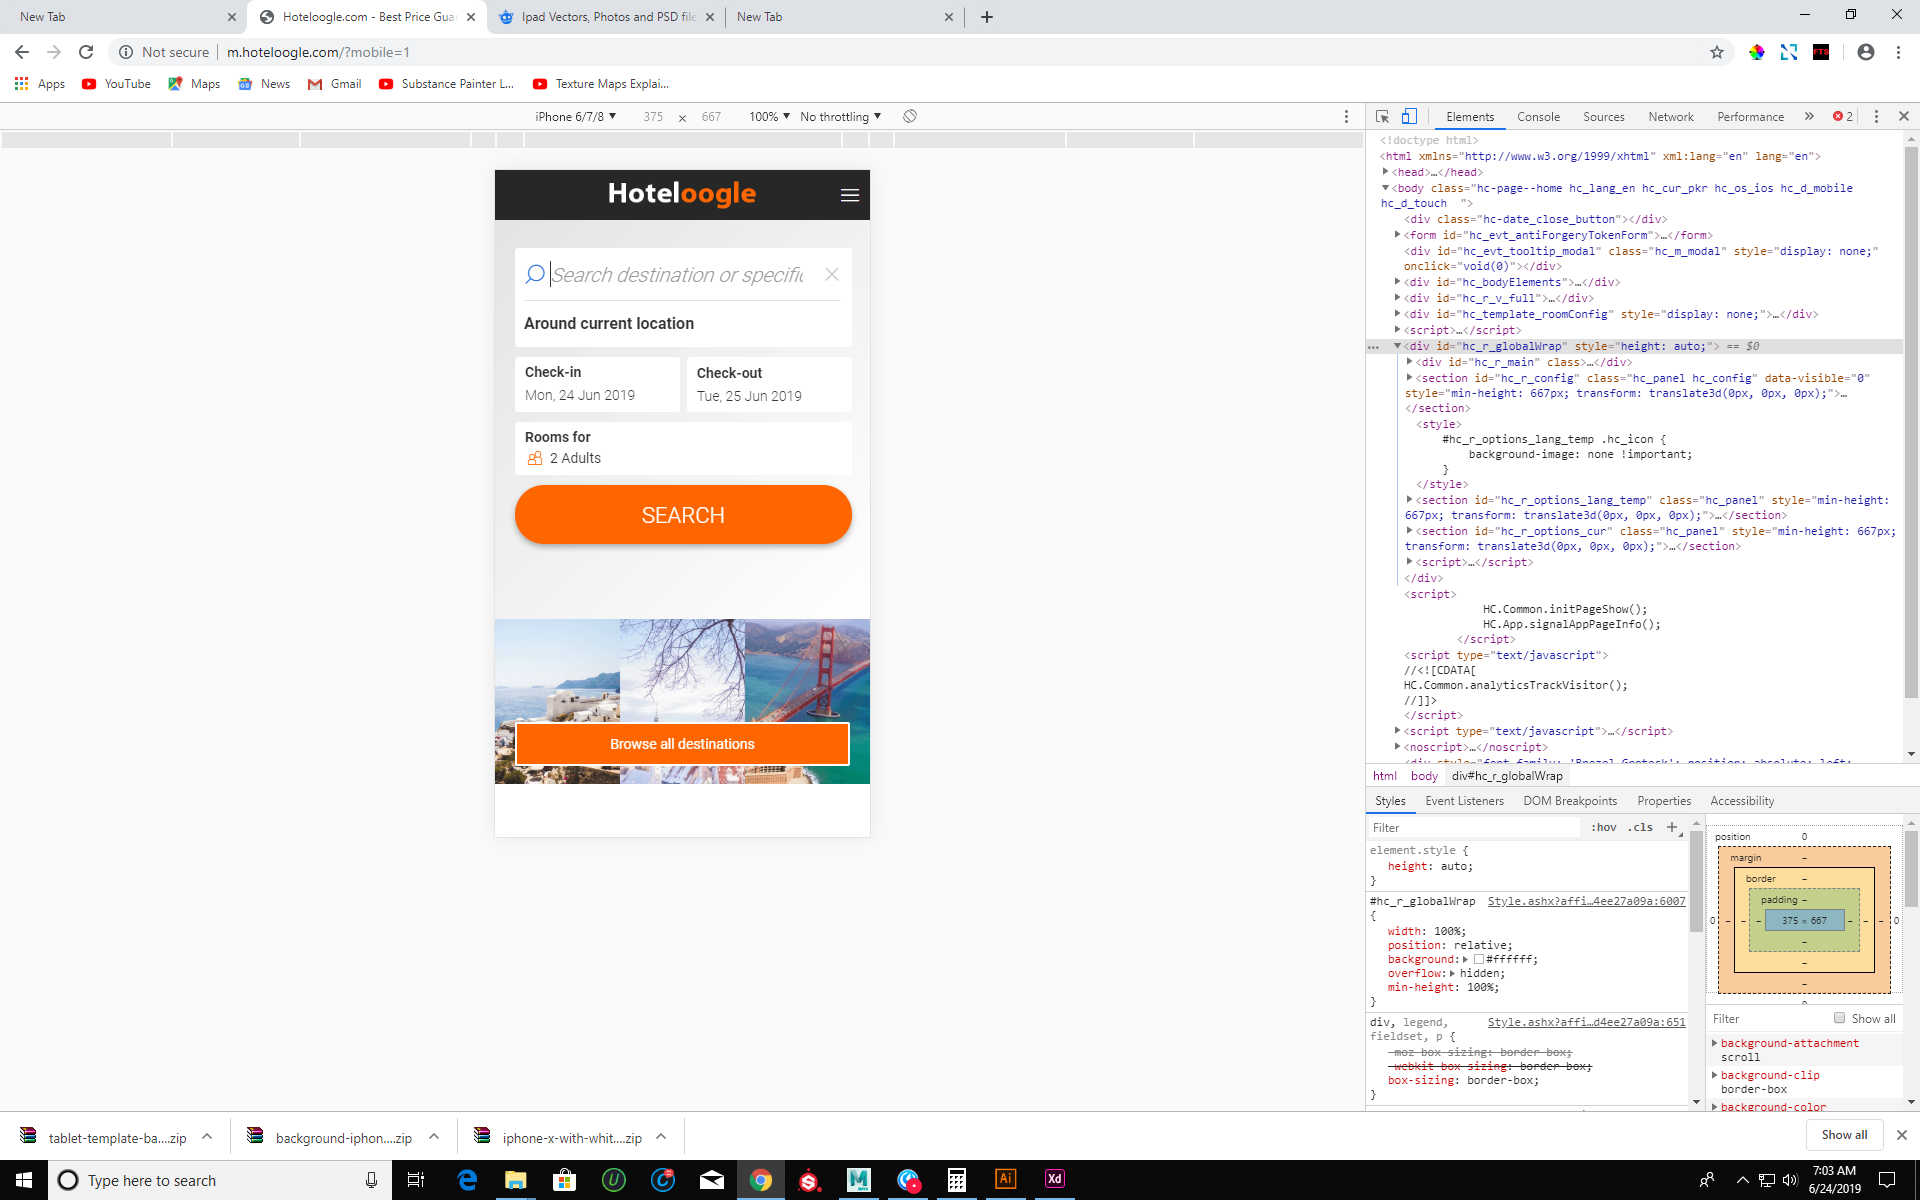 New Tab
Hoteloogle.com - Best Price Gua
Ipad Vectors, Photos and PSD file
New Tab
Not secure
m.hoteloogle.com/?mobile=1
FTS
Apps
YouTube
Maps
News
Gmail
Substance Painter L...
Texture Maps Explai...
iPhone 6/7/8 ▼
375 × 667
100% ▼
No throttling ▼
Elements
Console
Sources
Network
Performance
»
2
Hoteloogle
Search destination or specific
Around current location
Check-in
Mon, 24 Jun 2019
Check-out
Tue, 25 Jun 2019
Rooms for
2 Adults
SEARCH
Browse all destinations
<!doctype html>
<html xmlns="http://www.w3.org/1999/xhtml" xml:lang="en" lang="en">
<head>…</head>
<body class="hc-page--home hc_lang_en hc_cur_pkr hc_os_ios hc_d_mobile
hc_d_touch  ">
<div class="hc-date_close_button"></div>
<form id="hc_evt_antiForgeryTokenForm">…</form>
<div id="hc_evt_tooltip_modal" class="hc_m_modal" style="display: none;"
onclick="void(0)"></div>
<div id="hc_bodyElements">…</div>
<div id="hc_r_v_full">…</div>
<div id="hc_template_roomConfig" style="display: none;">…</div>
<script>…</script>
<div id="hc_r_globalWrap" style="height: auto;"> == $0
<div id="hc_r_main" class>…</div>
<section id="hc_r_config" class="hc_panel hc_config" data-visible="0"
style="min-height: 667px; transform: translate3d(0px, 0px, 0px);">…
</section>
<style>
#hc_r_options_lang_temp .hc_icon {
background-image: none !important;
}
</style>
<section id="hc_r_options_lang_temp" class="hc_panel" style="min-height:
667px; transform: translate3d(0px, 0px, 0px);">…</section>
<section id="hc_r_options_cur" class="hc_panel" style="min-height: 667px;
transform: translate3d(0px, 0px, 0px);">…</section>
<script>…</script>
</div>
<script>
HC.Common.initPageShow();
HC.App.signalAppPageInfo();
</script>
<script type="text/javascript">
//<![CDATA[
HC.Common.analyticsTrackVisitor();
//]]>
</script>
<script type="text/javascript">…</script>
<noscript>…</noscript>
<div style="font-family: 'Brezel Grotesk'; position: absolute; left:
html
body
div#hc_r_globalWrap
Styles
Event Listeners
DOM Breakpoints
Properties
Accessibility
Filter
:hov
.cls
+
element.style {
height: auto;
}
#hc_r_globalWrap
Style.ashx?affi…4ee27a09a:6007
{
width: 100%;
position: relative;
background: #ffffff;
overflow: hidden;
min-height: 100%;
}
div, legend,
Style.ashx?affi…d4ee27a09a:651
fieldset, p {
-moz-box-sizing: border-box;
-webkit-box-sizing: border-box;
box-sizing: border-box;
}
position
0
margin
–
border
–
padding –
0 – – – 375 × 667 – – – 0
–
–
–
Filter
Show all
background-attachment
scroll
background-clip
border-box
background-color
tablet-template-ba....zip
background-iphon....zip
iphone-x-with-whit....zip
Show all
Type here to search
Ai
Xd
7:03 AM
6/24/2019